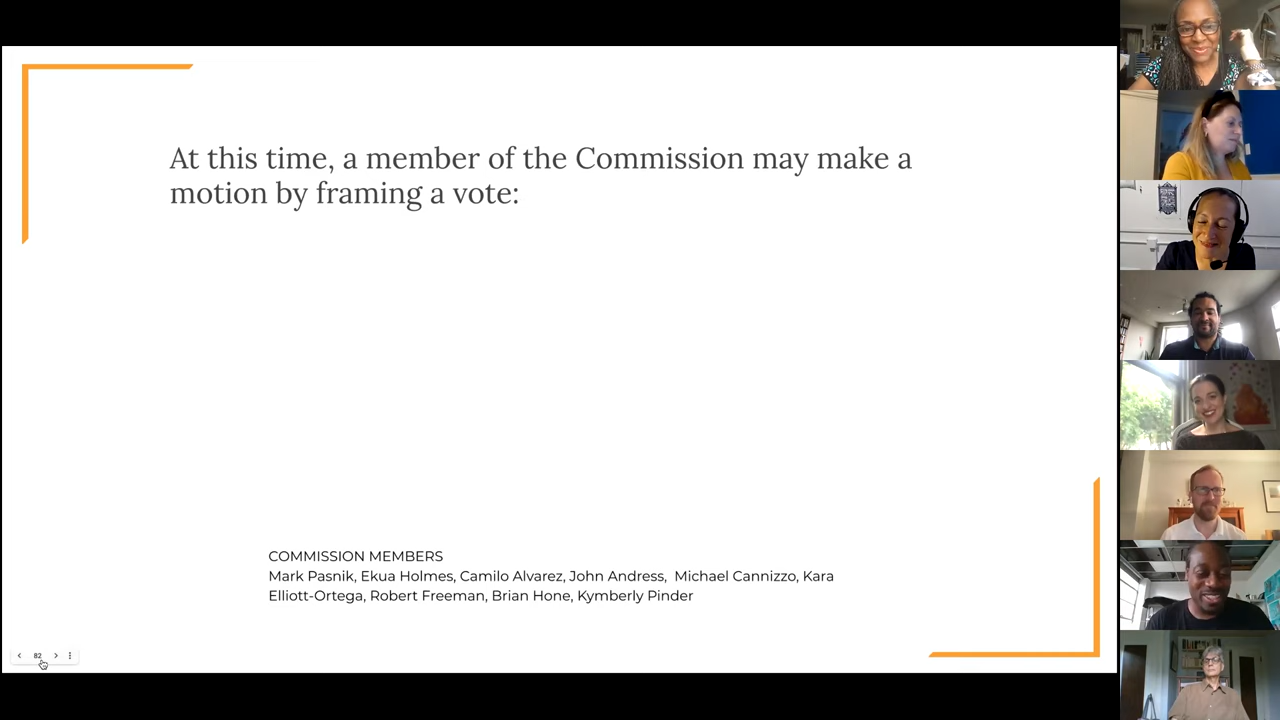 At this time, a member of the Commission may make a
motion by framing a vote:
COMMISSION MEMBERS
Mark Pasnik, Ekua Holmes, Camilo Alvarez, John Andress,  Michael Cannizzo, Kara
Elliott-Ortega, Robert Freeman, Brian Hone, Kymberly Pinder
82